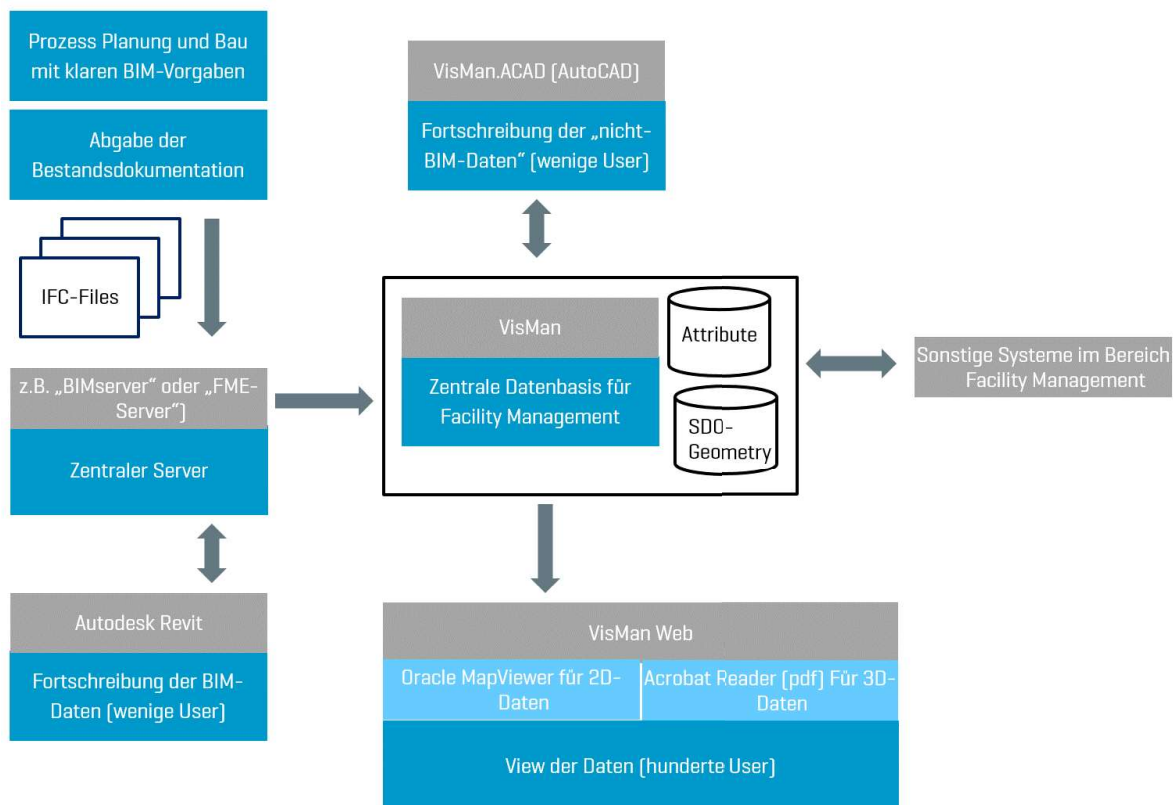 Prozess Planung und Bau
mit klaren BIM-Vorgaben
Abgabe der
Bestandsdokumentation
IFC-Files
z.B. „BIMserver“ oder „FME-
Server“)
Zentraler Server
Autodesk Revit
Fortschreibung der BIM-
Daten (wenige User)
VisMan.ACAD (AutoCAD)
Fortschreibung der „nicht-
BIM-Daten“ (wenige User)
VisMan
Zentrale Datenbasis für
Facility Management
Attribute
SDO-
Geometry
Sonstige Systeme im Bereich
Facility Management
VisMan Web
Oracle MapViewer für 2D-
Daten
Acrobat Reader (pdf) Für 3D-
Daten
View der Daten (hunderte User)